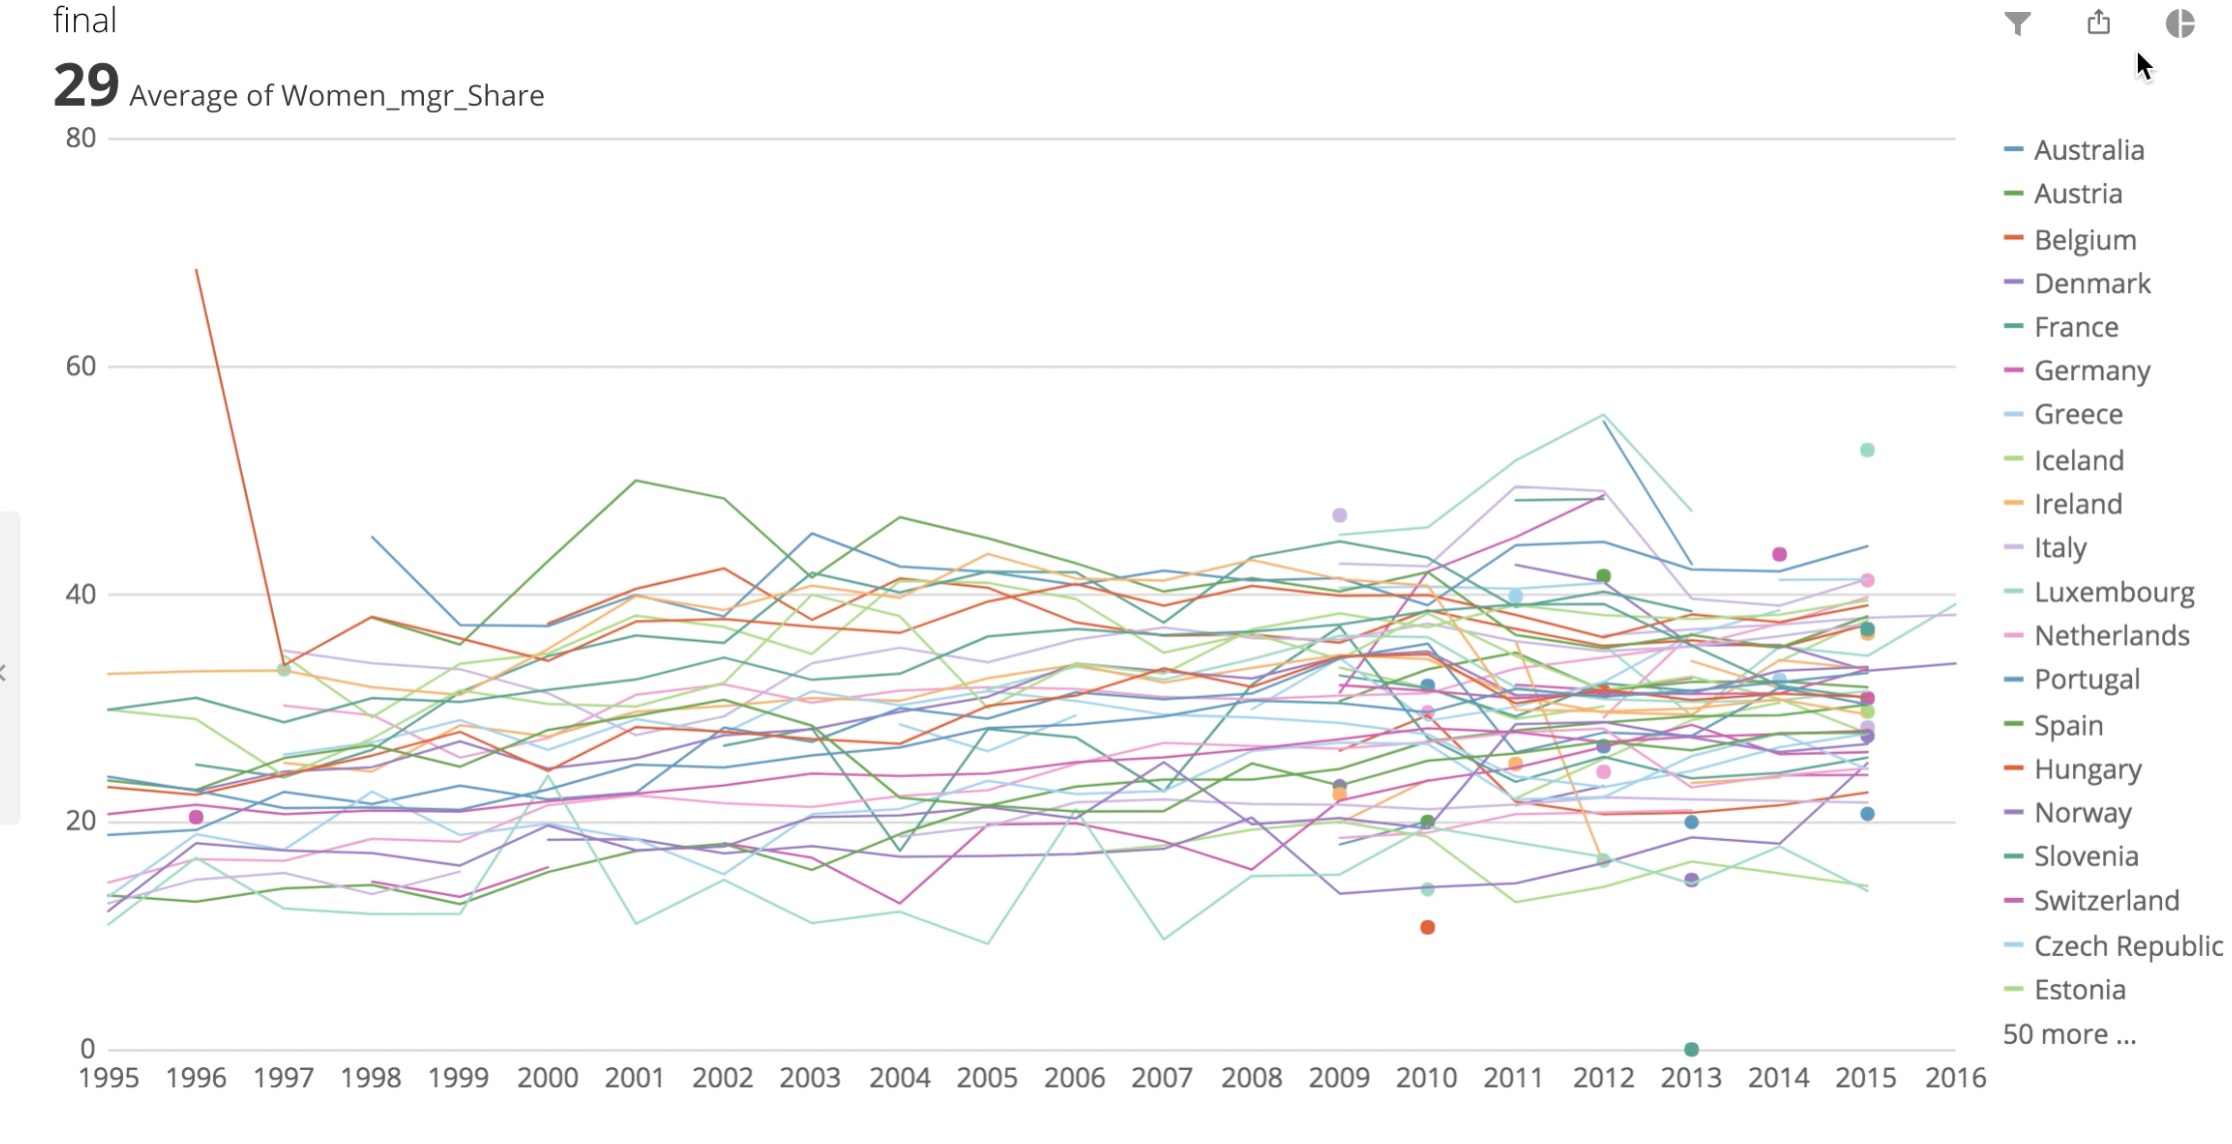 final
29 Average of Women_mgr_Share
80
60
40
20
0
1995 1996 1997 1998 1999 2000 2001 2002 2003 2004 2005 2006 2007 2008 2009 2010 2011 2012 2013 2014 2015 2016
Australia
Austria
Belgium
Denmark
France
Germany
Greece
Iceland
Ireland
Italy
Luxembourg
Netherlands
Portugal
Spain
Hungary
Norway
Slovenia
Switzerland
Czech Republic
Estonia
50 more ...